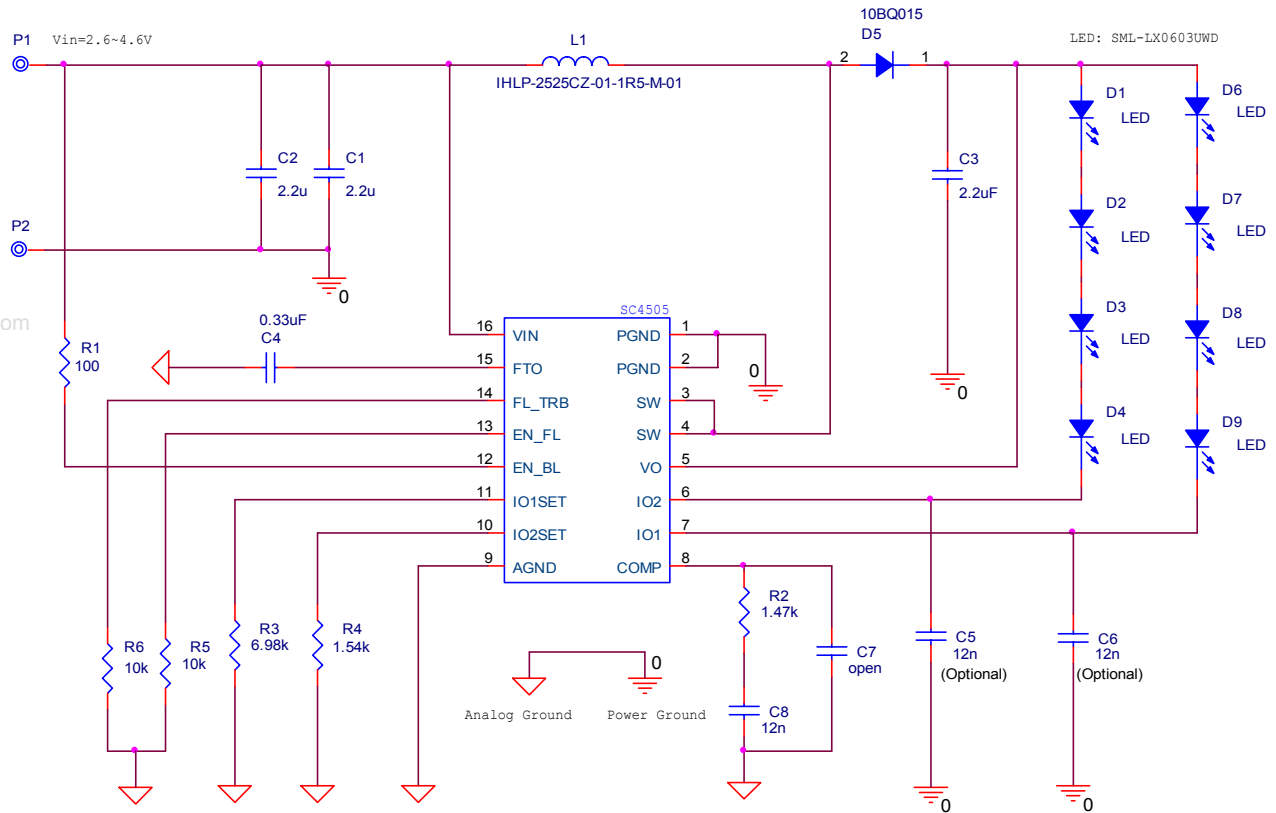 10BQ015
P1 Vin=2.6~4.6V
L1
D5
LED: SML-LX0603UWD
2
1
IHLP-2525CZ-01-1R5-M-01
D1
LED
D6
LED
C2
2.2u
C1
2.2u
C3
2.2uF
P2
D2
LED
D7
LED
0
om
0.33uF
C4
SC4505
D3
LED
D8
LED
R1
100
16 VIN PGND 1
15 FTO PGND 2
0
0
14 FL_TRB SW 3
13 EN_FL SW 4
D4
LED
D9
LED
12 EN_BL VO 5
11 IO1SET IO2 6
10 IO2SET IO1 7
9 AGND COMP 8
R2
1.47k
R6
10k
R5
10k
R3
6.98k
R4
1.54k
C7
open
C5
12n
(Optional)
C6
12n
(Optional)
0
Analog Ground
Power Ground
C8
12n
0
0